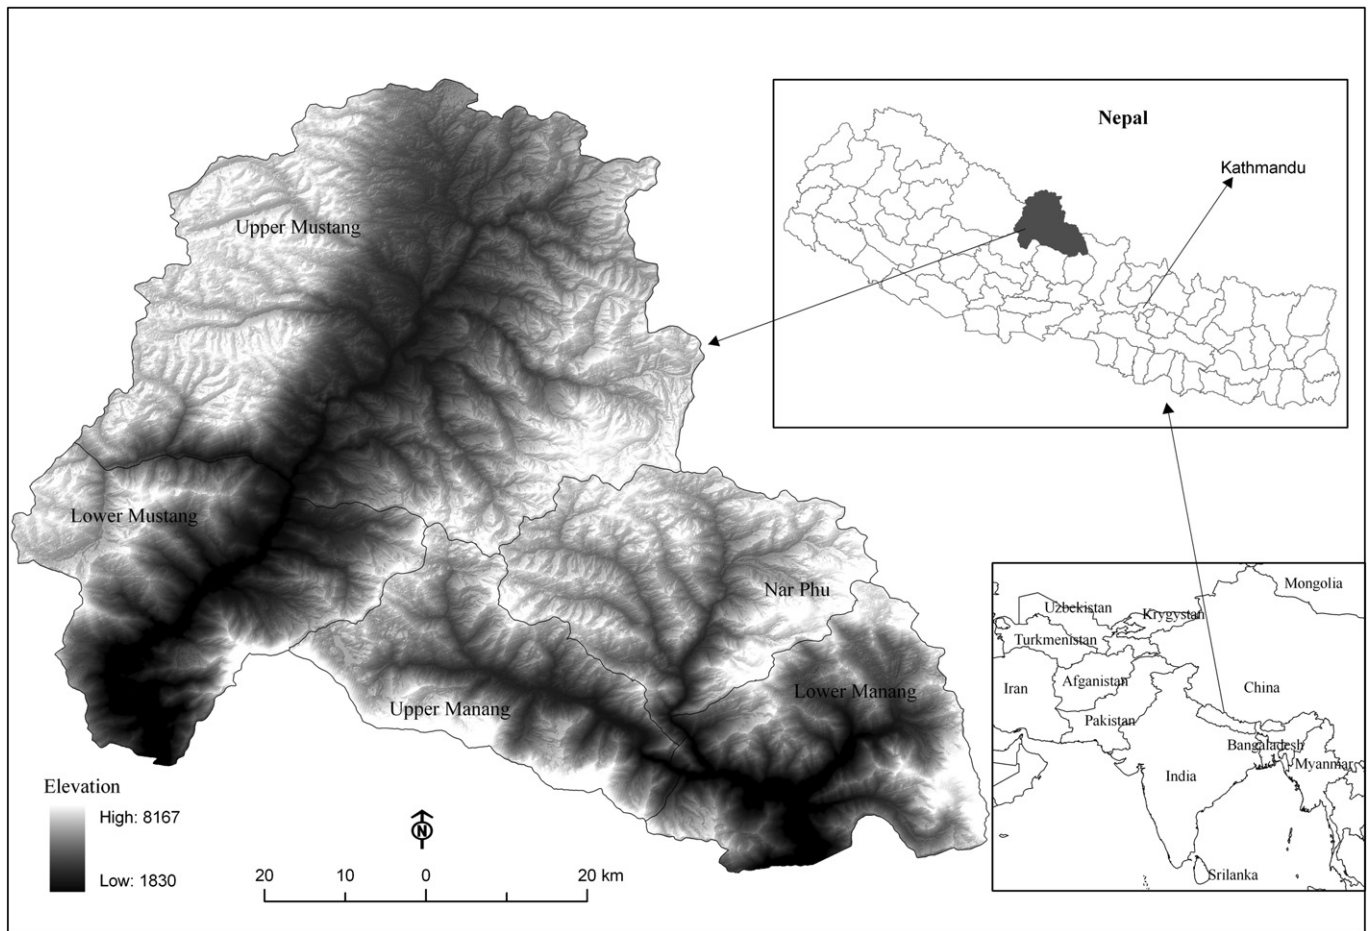 Nepal
Kathmandu
Upper Mustang
Lower Mustang
Nar Phu
Lower Manang
Upper Manang
Elevation
High: 8167
Low: 1830
N
20 10 0 20 km
Mongolia
Uzbekistan
Krygystan
Turkmenistan
Iran
Afganistan
China
Pakistan
Bangaladesh
Myanmar
India
Srilanka